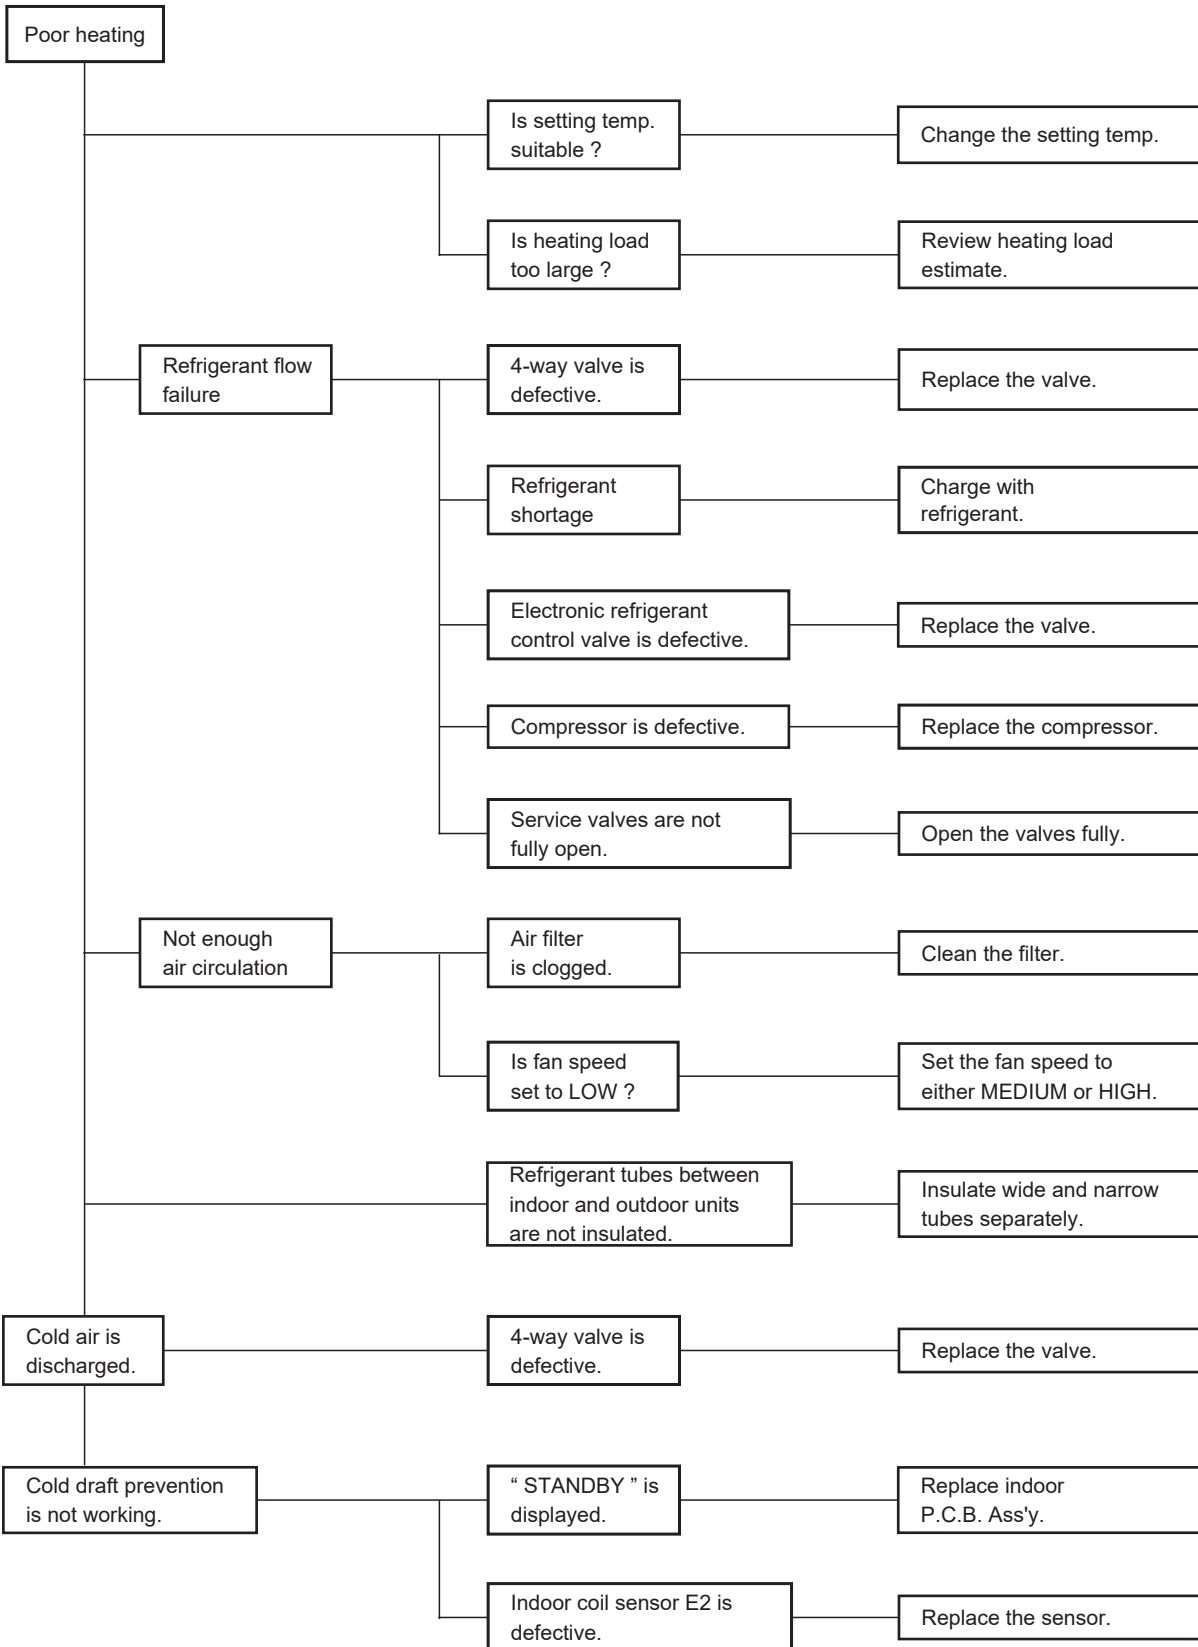 Poor heating
Is setting temp.
suitable ?
Change the setting temp.
Is heating load
too large ?
Review heating load
estimate.
Refrigerant flow
failure
4-way valve is
defective.
Replace the valve.
Refrigerant
shortage
Charge with
refrigerant.
Electronic refrigerant
control valve is defective.
Replace the valve.
Compressor is defective.
Replace the compressor.
Service valves are not
fully open.
Open the valves fully.
Not enough
air circulation
Air filter
is clogged.
Clean the filter.
Is fan speed
set to LOW ?
Set the fan speed to
either MEDIUM or HIGH.
Refrigerant tubes between
indoor and outdoor units
are not insulated.
Insulate wide and narrow
tubes separately.
Cold air is
discharged.
4-way valve is
defective.
Replace the valve.
Cold draft prevention
is not working.
“ STANDBY ” is
displayed.
Replace indoor
P.C.B. Ass'y.
Indoor coil sensor E2 is
defective.
Replace the sensor.